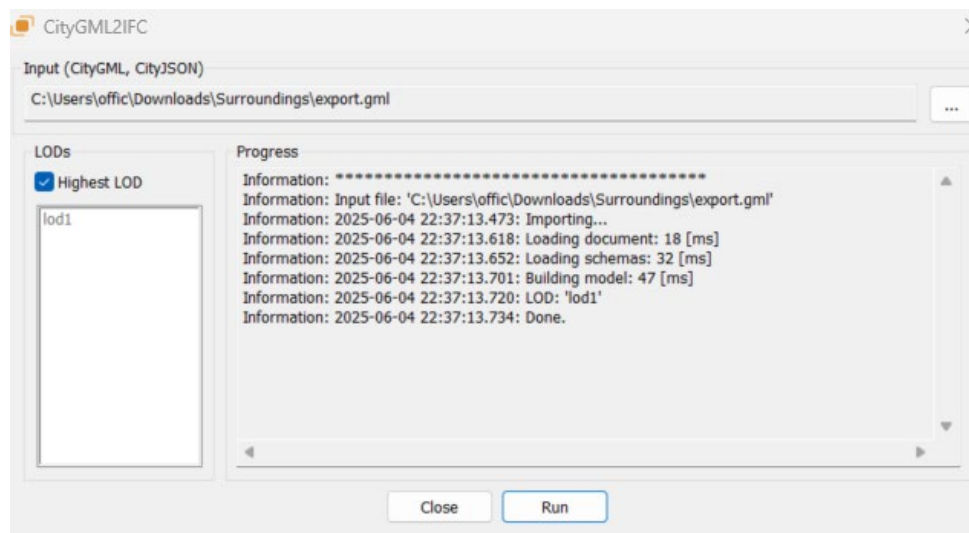 CityGML2IFC
Input (CityGML, CityJSON)
C:\Users\offic\Downloads\Surroundings\export.gml
...
LODs
Highest LOD
lod1
Progress
Information: **************************************
Information: Input file: 'C:\Users\offic\Downloads\Surroundings\export.gml'
Information: 2025-06-04 22:37:13.473: Importing...
Information: 2025-06-04 22:37:13.618: Loading document: 18 [ms]
Information: 2025-06-04 22:37:13.652: Loading schemas: 32 [ms]
Information: 2025-06-04 22:37:13.701: Building model: 47 [ms]
Information: 2025-06-04 22:37:13.720: LOD: 'lod1'
Information: 2025-06-04 22:37:13.734: Done.
Close
Run